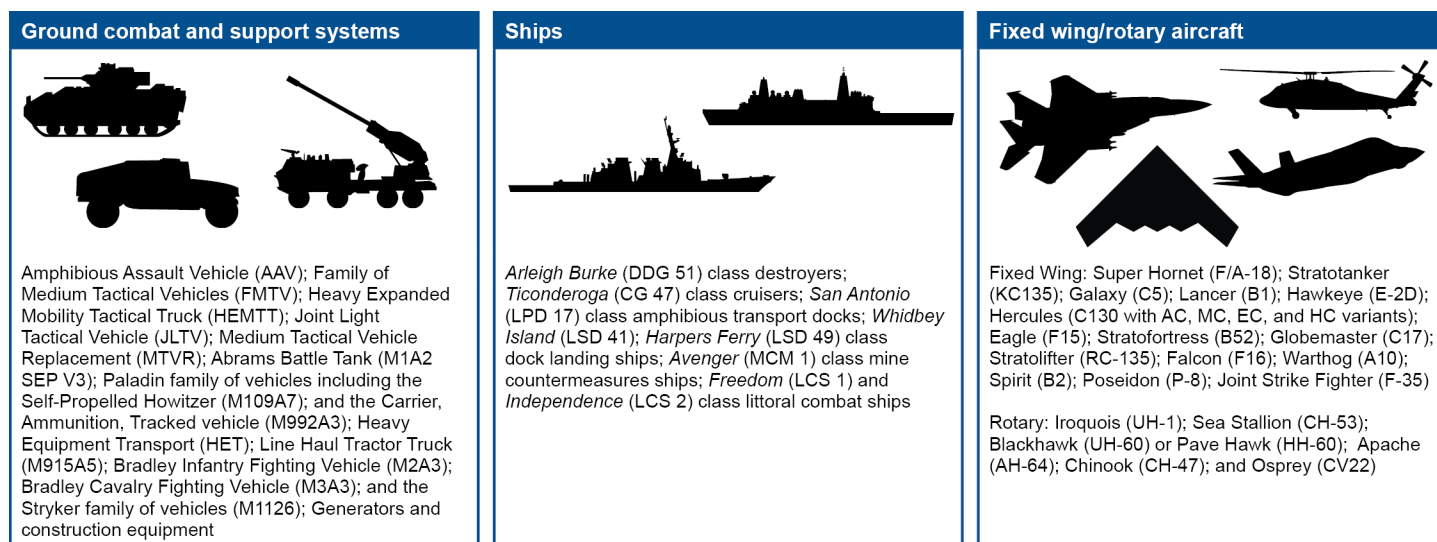 Ground combat and support systems
Amphibious Assault Vehicle (AAV); Family of
Medium Tactical Vehicles (FMTV); Heavy Expanded
Mobility Tactical Truck (HEMTT); Joint Light
Tactical Vehicle (JLTV); Medium Tactical Vehicle
Replacement (MTVR); Abrams Battle Tank (M1A2
SEP V3); Paladin family of vehicles including the
Self-Propelled Howitzer (M109A7); and the Carrier,
Ammunition, Tracked vehicle (M992A3); Heavy
Equipment Transport (HET); Line Haul Tractor Truck
(M915A5); Bradley Infantry Fighting Vehicle (M2A3);
Bradley Cavalry Fighting Vehicle (M3A3); and the
Stryker family of vehicles (M1126); Generators and
construction equipment
Ships
Arleigh Burke (DDG 51) class destroyers;
Ticonderoga (CG 47) class cruisers; San Antonio
(LPD 17) class amphibious transport docks; Whidbey
Island (LSD 41); Harpers Ferry (LSD 49) class
dock landing ships; Avenger (MCM 1) class mine
countermeasures ships; Freedom (LCS 1) and
Independence (LCS 2) class littoral combat ships
Fixed wing/rotary aircraft
Fixed Wing: Super Hornet (F/A-18); Stratotanker
(KC135); Galaxy (C5); Lancer (B1); Hawkeye (E-2D);
Hercules (C130 with AC, MC, EC, and HC variants);
Eagle (F15); Stratofortress (B52); Globemaster (C17);
Stratolifter (RC-135); Falcon (F16); Warthog (A10);
Spirit (B2); Poseidon (P-8); Joint Strike Fighter (F-35)
Rotary: Iroquois (UH-1); Sea Stallion (CH-53);
Blackhawk (UH-60) or Pave Hawk (HH-60); Apache
(AH-64); Chinook (CH-47); and Osprey (CV22)